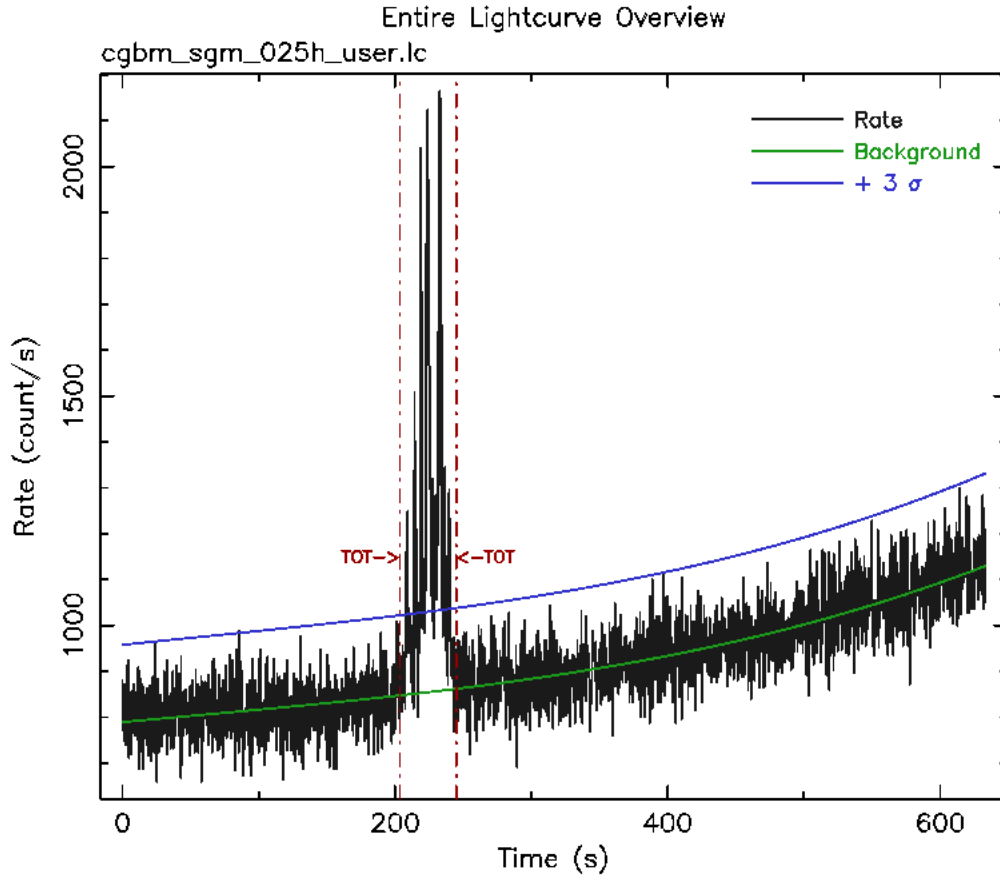 Entire Lightcurve Overview
cgbm_sgm_025h_user.lc
Rate
Background
+ 3 σ
2000
1500
1000
Rate (count/s)
TOT–> <–TOT
0 200 400 600
Time (s)